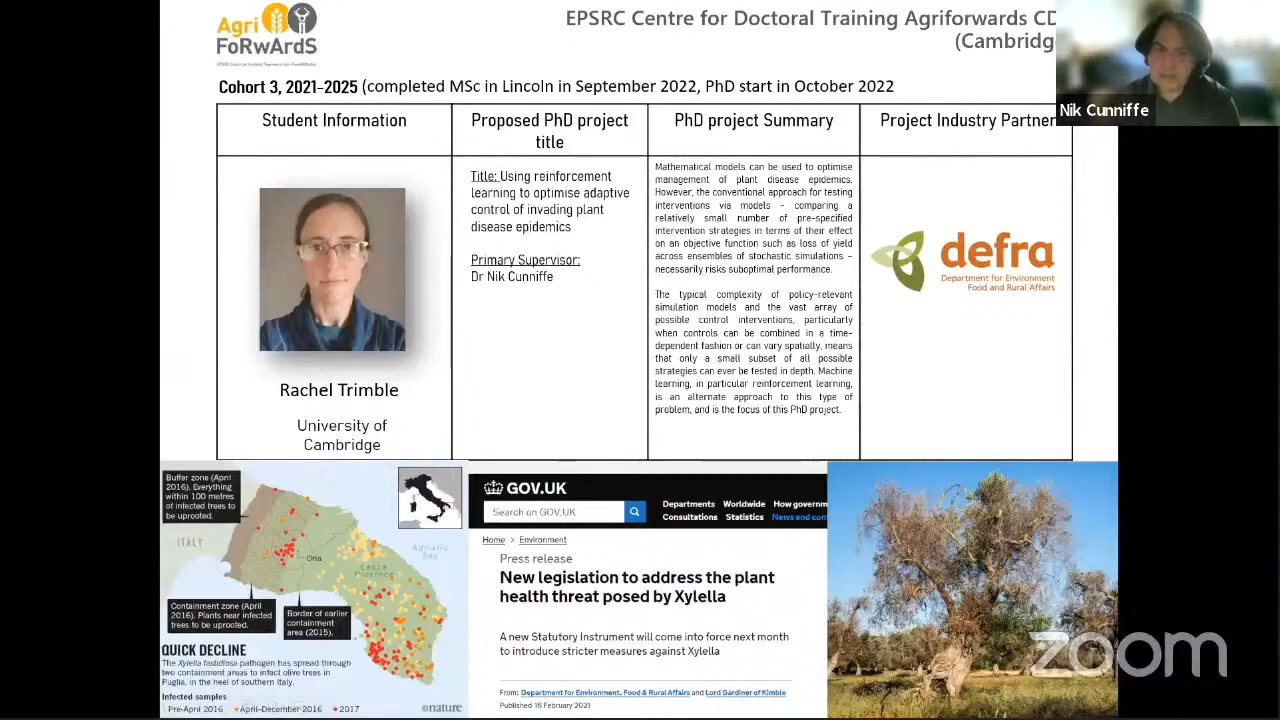 Agri
FoRwArdS
EPSRC Centre for Doctoral Training Agriforwards CD
(Cambridg
Nik Cunniffe
Cohort 3, 2021-2025 (completed MSc in Lincoln in September 2022, PhD start in October 2022
Student Information
Proposed PhD project
title
PhD project Summary
Project Industry Partner
Rachel Trimble
University of
Cambridge
Title: Using reinforcement
learning to optimise adaptive
control of invading plant
disease epidemics
Primary Supervisor:
Dr Nik Cunniffe
Mathematical models can be used to optimise
management of plant disease epidemics.
However, the conventional approach for testing
interventions via models - comparing a
relatively small number of pre-specified
intervention strategies in terms of their effect
on an objective function such as loss of yield
across ensembles of stochastic simulations -
necessarily risks suboptimal performance.
The typical complexity of policy-relevant
simulation models and the vast array of
possible control interventions, particularly
when controls can be combined in a time-
dependent fashion or can vary spatially, means
that only a small subset of all possible
strategies can ever be tested in depth. Machine
learning, in particular reinforcement learning,
is an alternate approach to this type of
problem, and is the focus of this PhD project.
defra
Department for Environment
Food and Rural Affairs
Buffer zone (April
2016). Everything
within 100 metres
of infected trees to
be uprooted.
ITALY
Oria
Lecce
Province
Adriatic
Sea
Containment zone (April
2016). Plants near infected
trees to be uprooted.
Border of earlier
containment
area (2015).
QUICK DECLINE
The Xylella fastidiosa pathogen has spread through
two containment areas to infect olive trees in
Puglia, in the heel of southern Italy.
Infected samples
Pre-April 2016 April-December 2016 2017
©nature
GOV.UK
Search on GOV.UK
Departments Worldwide How governm
Consultations Statistics News and com
Home > Environment
Press release
New legislation to address the plant
health threat posed by Xylella
A new Statutory Instrument will come into force next month
to introduce stricter measures against Xylella
From: Department for Environment, Food & Rural Affairs and Lord Gardiner of Kimble
Published 16 February 2021
zoom